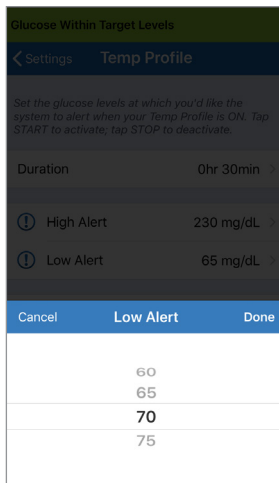 Glucose Within Target Levels
Settings Temp Profile
Set the glucose levels at which you'd like the
system to alert when your Temp Profile is ON. Tap
START to activate; tap STOP to deactivate.
Duration 0hr 30min
High Alert 230 mg/dL
Low Alert 65 mg/dL
Cancel Low Alert Done
60
65
70
75